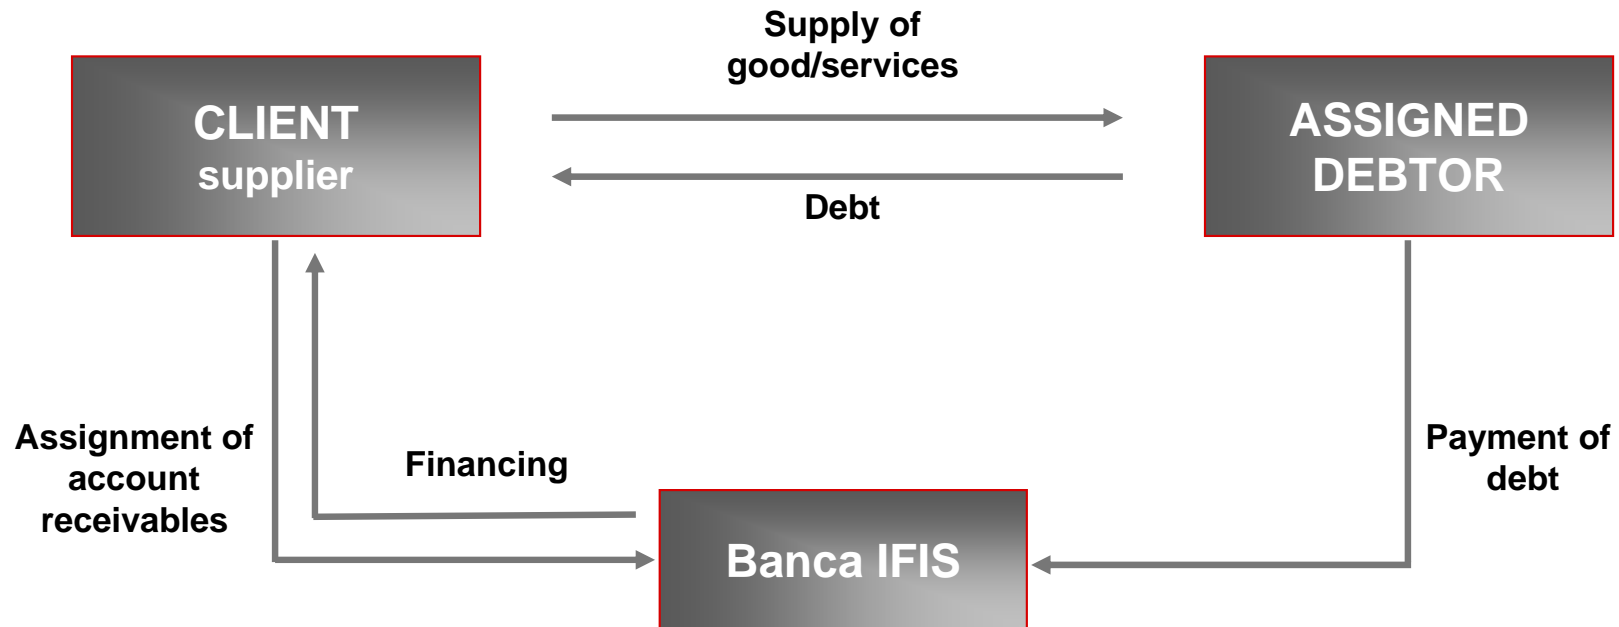 Supply of
good/services
CLIENT
supplier
ASSIGNED
DEBTOR
Debt
Assignment of
account
receivables
Financing
Payment of
debt
Banca IFIS